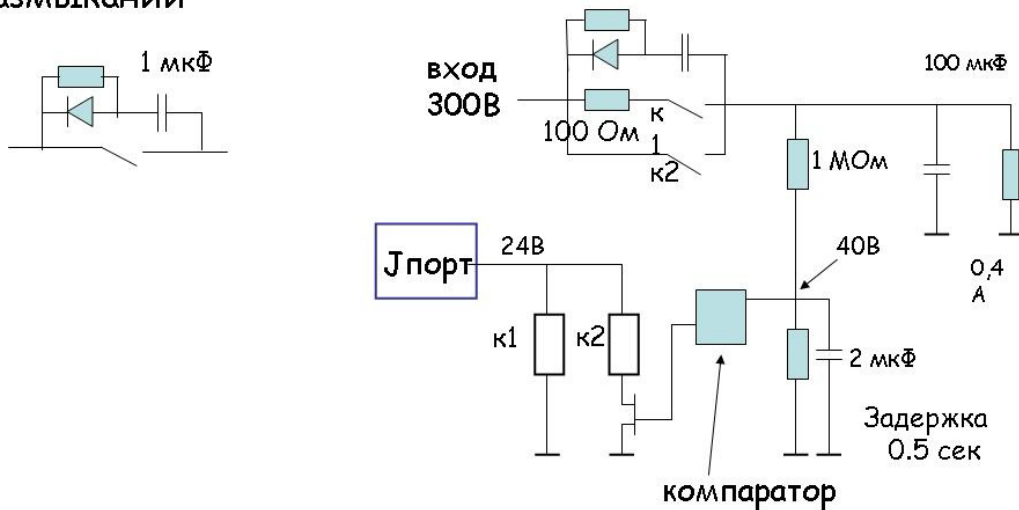 1 мкФ
вход
300В
100 Ом
к
1
к2
100 мкФ
1 МОм
Jпорт
24В
40В
0,4
А
к1
к2
2 мкФ
Задержка
0.5 сек
компаратор